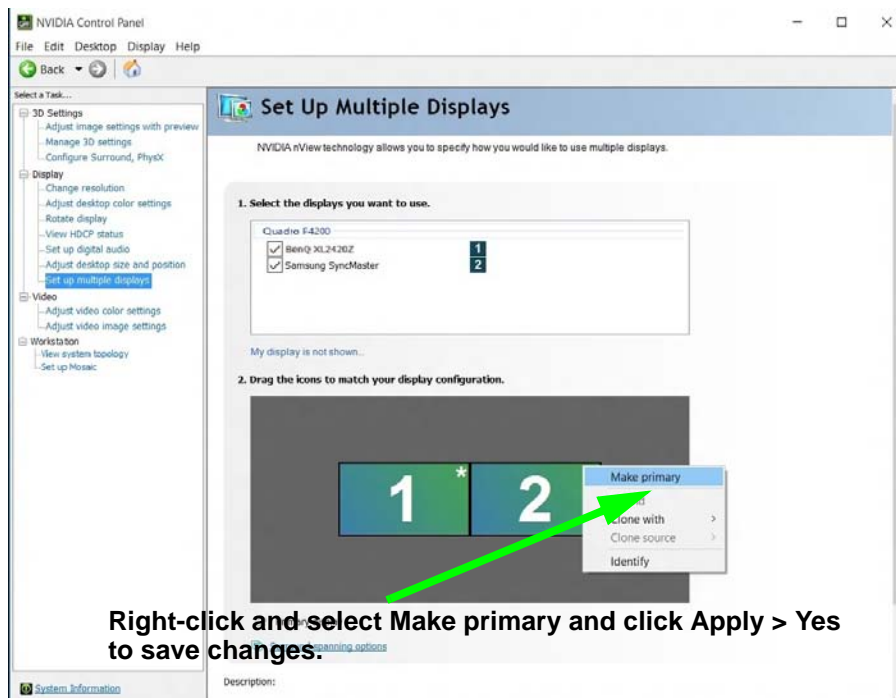 NVIDIA Control Panel
File Edit Desktop Display Help
Back
Select a Task...
3D Settings
Adjust image settings with preview
Manage 3D settings
Configure Surround, PhysX
Display
Change resolution
Adjust desktop color settings
Rotate display
View HDCP status
Set up digital audio
Adjust desktop size and position
Set up multiple displays
Video
Adjust video color settings
Adjust video image settings
Workstation
View system topology
Set up Mosaic
System Information
Set Up Multiple Displays
NVIDIA nView technology allows you to specify how you would like to use multiple displays.
1. Select the displays you want to use.
Quadro F4200
BenQ XL2420Z 1
Samsung SyncMaster 2
My display is not shown...
2. Drag the icons to match your display configuration.
1 * 2
Make primary
Clone with >
Clone source >
Identify
Right-click and select Make primary and click Apply > Yes
to save changes.
spanning options
Description: